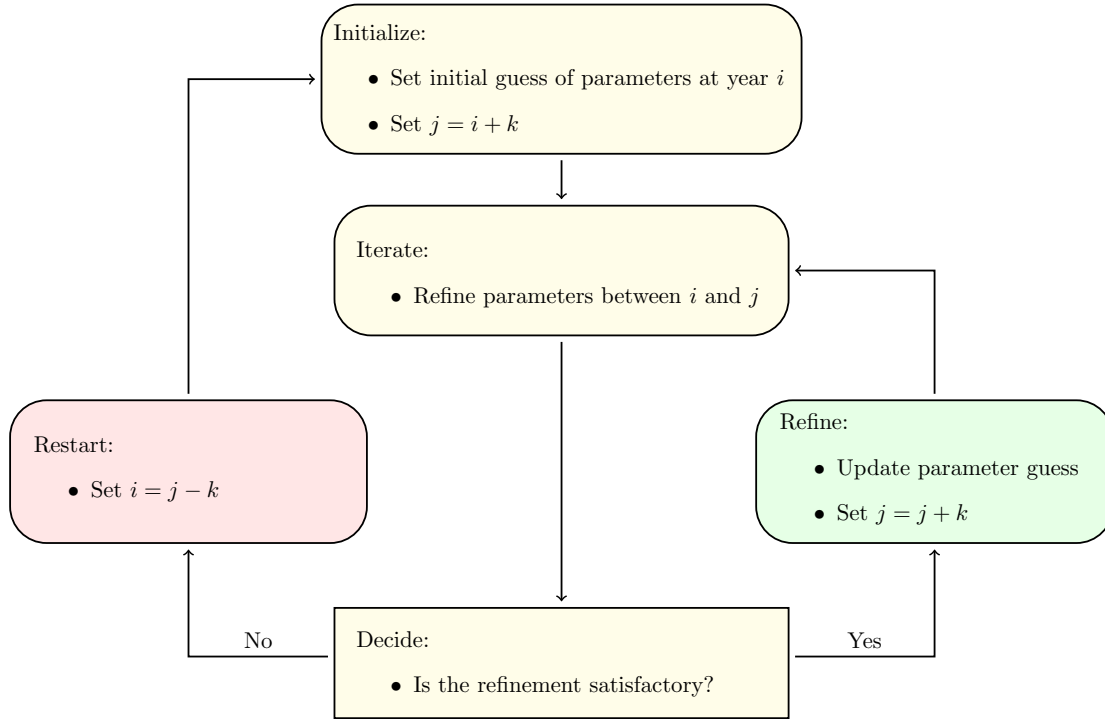 Initialize:
• Set initial guess of parameters at year i
• Set j = i + k
Iterate:
• Refine parameters between i and j
Restart:
• Set i = j − k
Refine:
• Update parameter guess
• Set j = j + k
No
Decide:
• Is the refinement satisfactory?
Yes